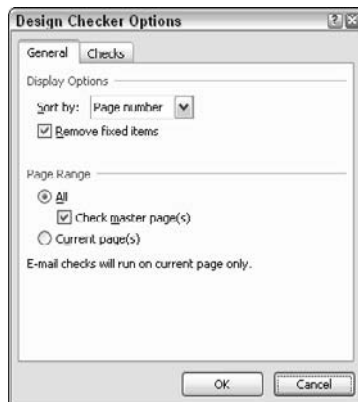 Design Checker Options
General Checks
Display Options
Sort by: Page number
Remove fixed items
Page Range
All
Check master page(s)
Current page(s)
E-mail checks will run on current page only.
OK Cancel